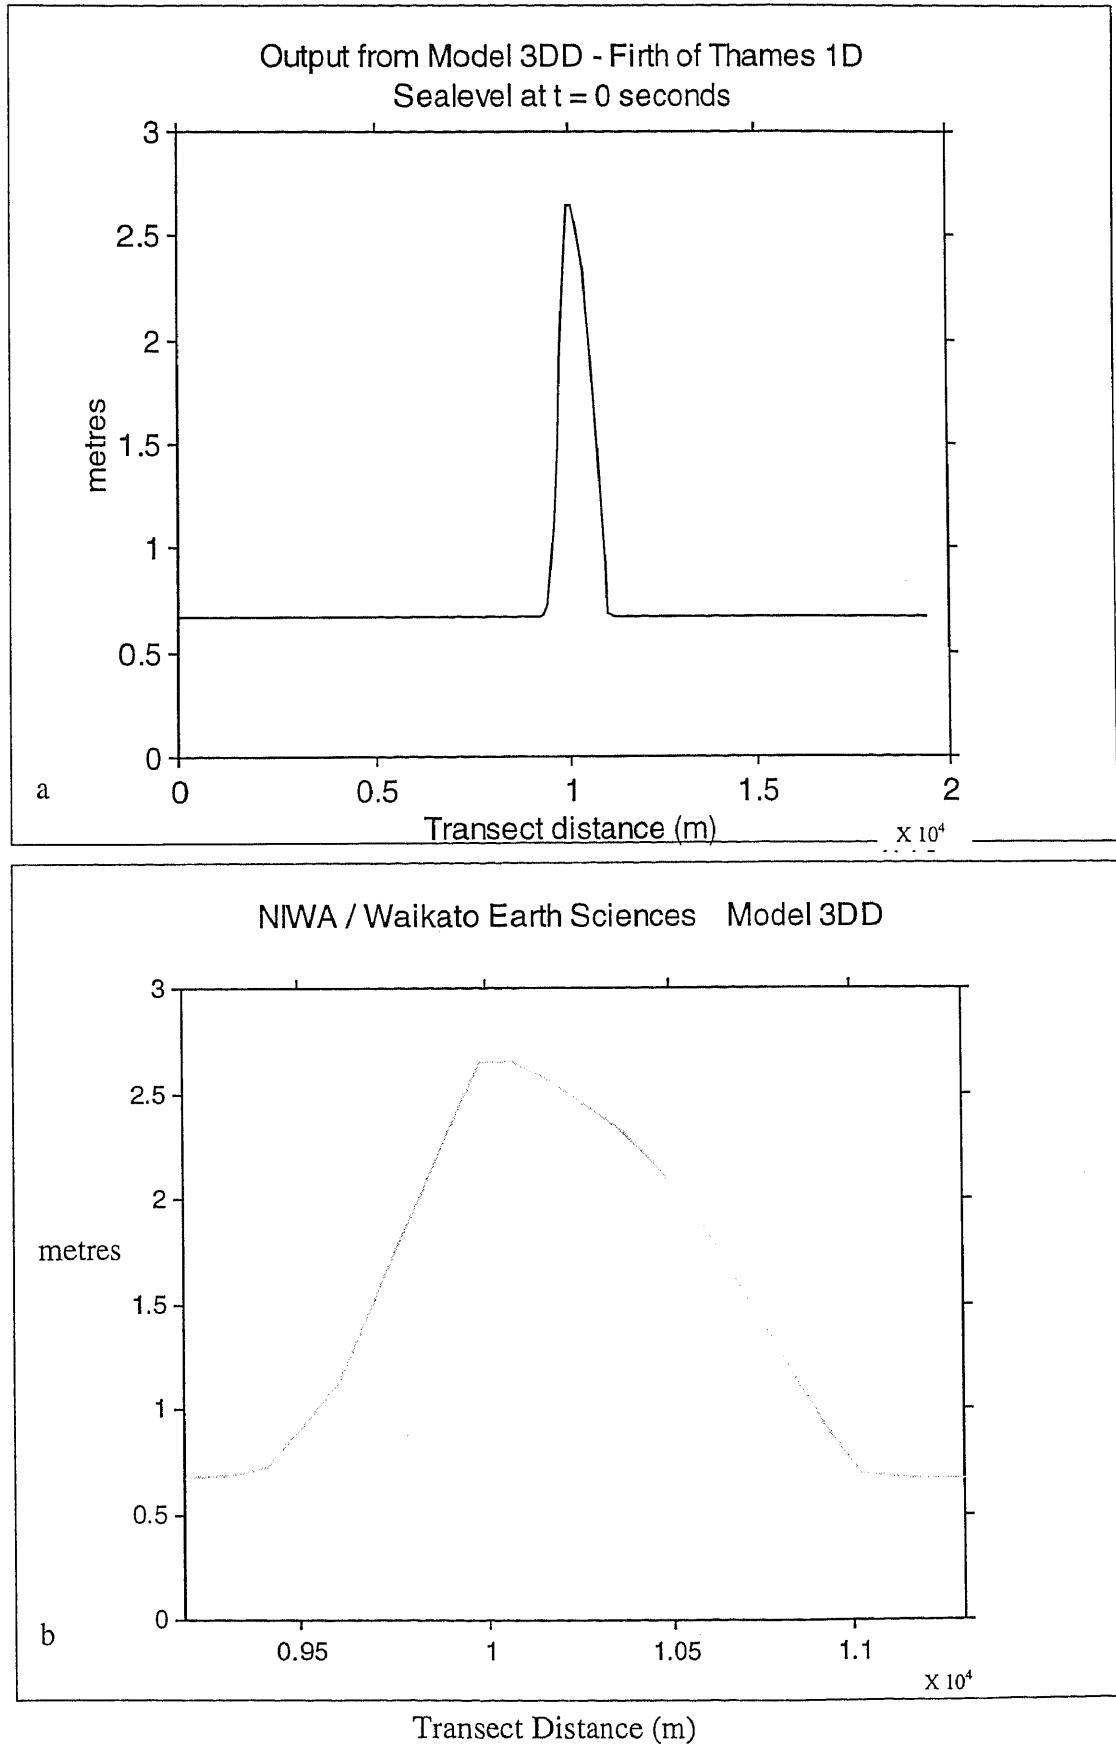 Output from Model 3DD - Firth of Thames 1D
Sealevel at t = 0 seconds
3
2.5
2
metres
1.5
1
0.5
0
a
0 0.5 1 1.5 2
Transect distance (m) X 10⁴
NIWA / Waikato Earth Sciences Model 3DD
3
2.5
2
metres
1.5
1
0.5
0
b
0.95 1 1.05 1.1
X 10⁴
Transect Distance (m)